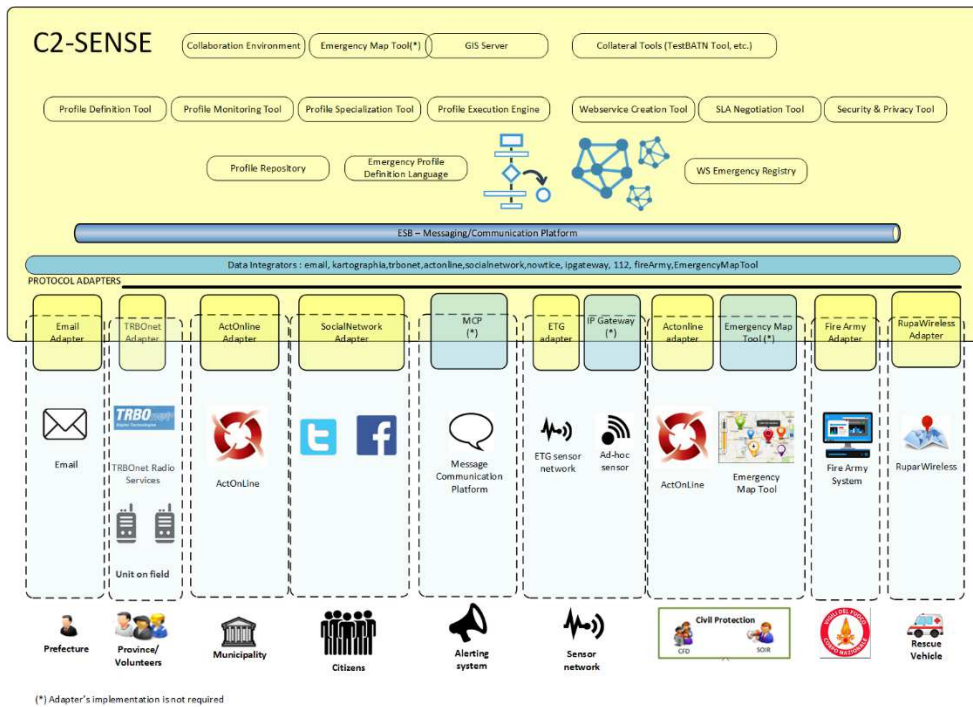 C2-SENSE
Collaboration Environment
Emergency Map Tool(*)
GIS Server
Collateral Tools (TestBATN Tool, etc.)
Profile Definition Tool
Profile Monitoring Tool
Profile Specialization Tool
Profile Execution Engine
Webservice Creation Tool
SLA Negotiation Tool
Security & Privacy Tool
Profile Repository
Emergency Profile
Definition Language
WS Emergency Registry
ESB – Messaging/Communication Platform
Data Integrators : email, kartographia,trbonet,actonline,socialnetwork,nowtice, ipgateway, 112, fireArmy,EmergencyMapTool
PROTOCOL ADAPTERS
Email
Adapter
TRBOnet
Adapter
ActOnline
Adapter
SocialNetwork
Adapter
MCP
(*)
ETG
adapter
IP Gateway
(*)
Actonline
adapter
Emergency Map
Tool (*)
Fire Army
Adapter
RupaWireless
Adapter
Email
TRBO
TRBOnet Radio
Services
Unit on field
ActOnLine
Message
Communication
Platform
ETG sensor
network
Ad-hoc
sensor
ActOnLine
Emergency
Map Tool
Fire Army
System
RuparWireless
Prefecture
Province/
Volunteers
Municipality
Citizens
Alerting
system
Sensor
network
Civil Protection
CFD
SOIR
VIGILI DEL FUOCO
CORPO NAZIONALE
Rescue
Vehicle
(*) Adapter's implementation is not required